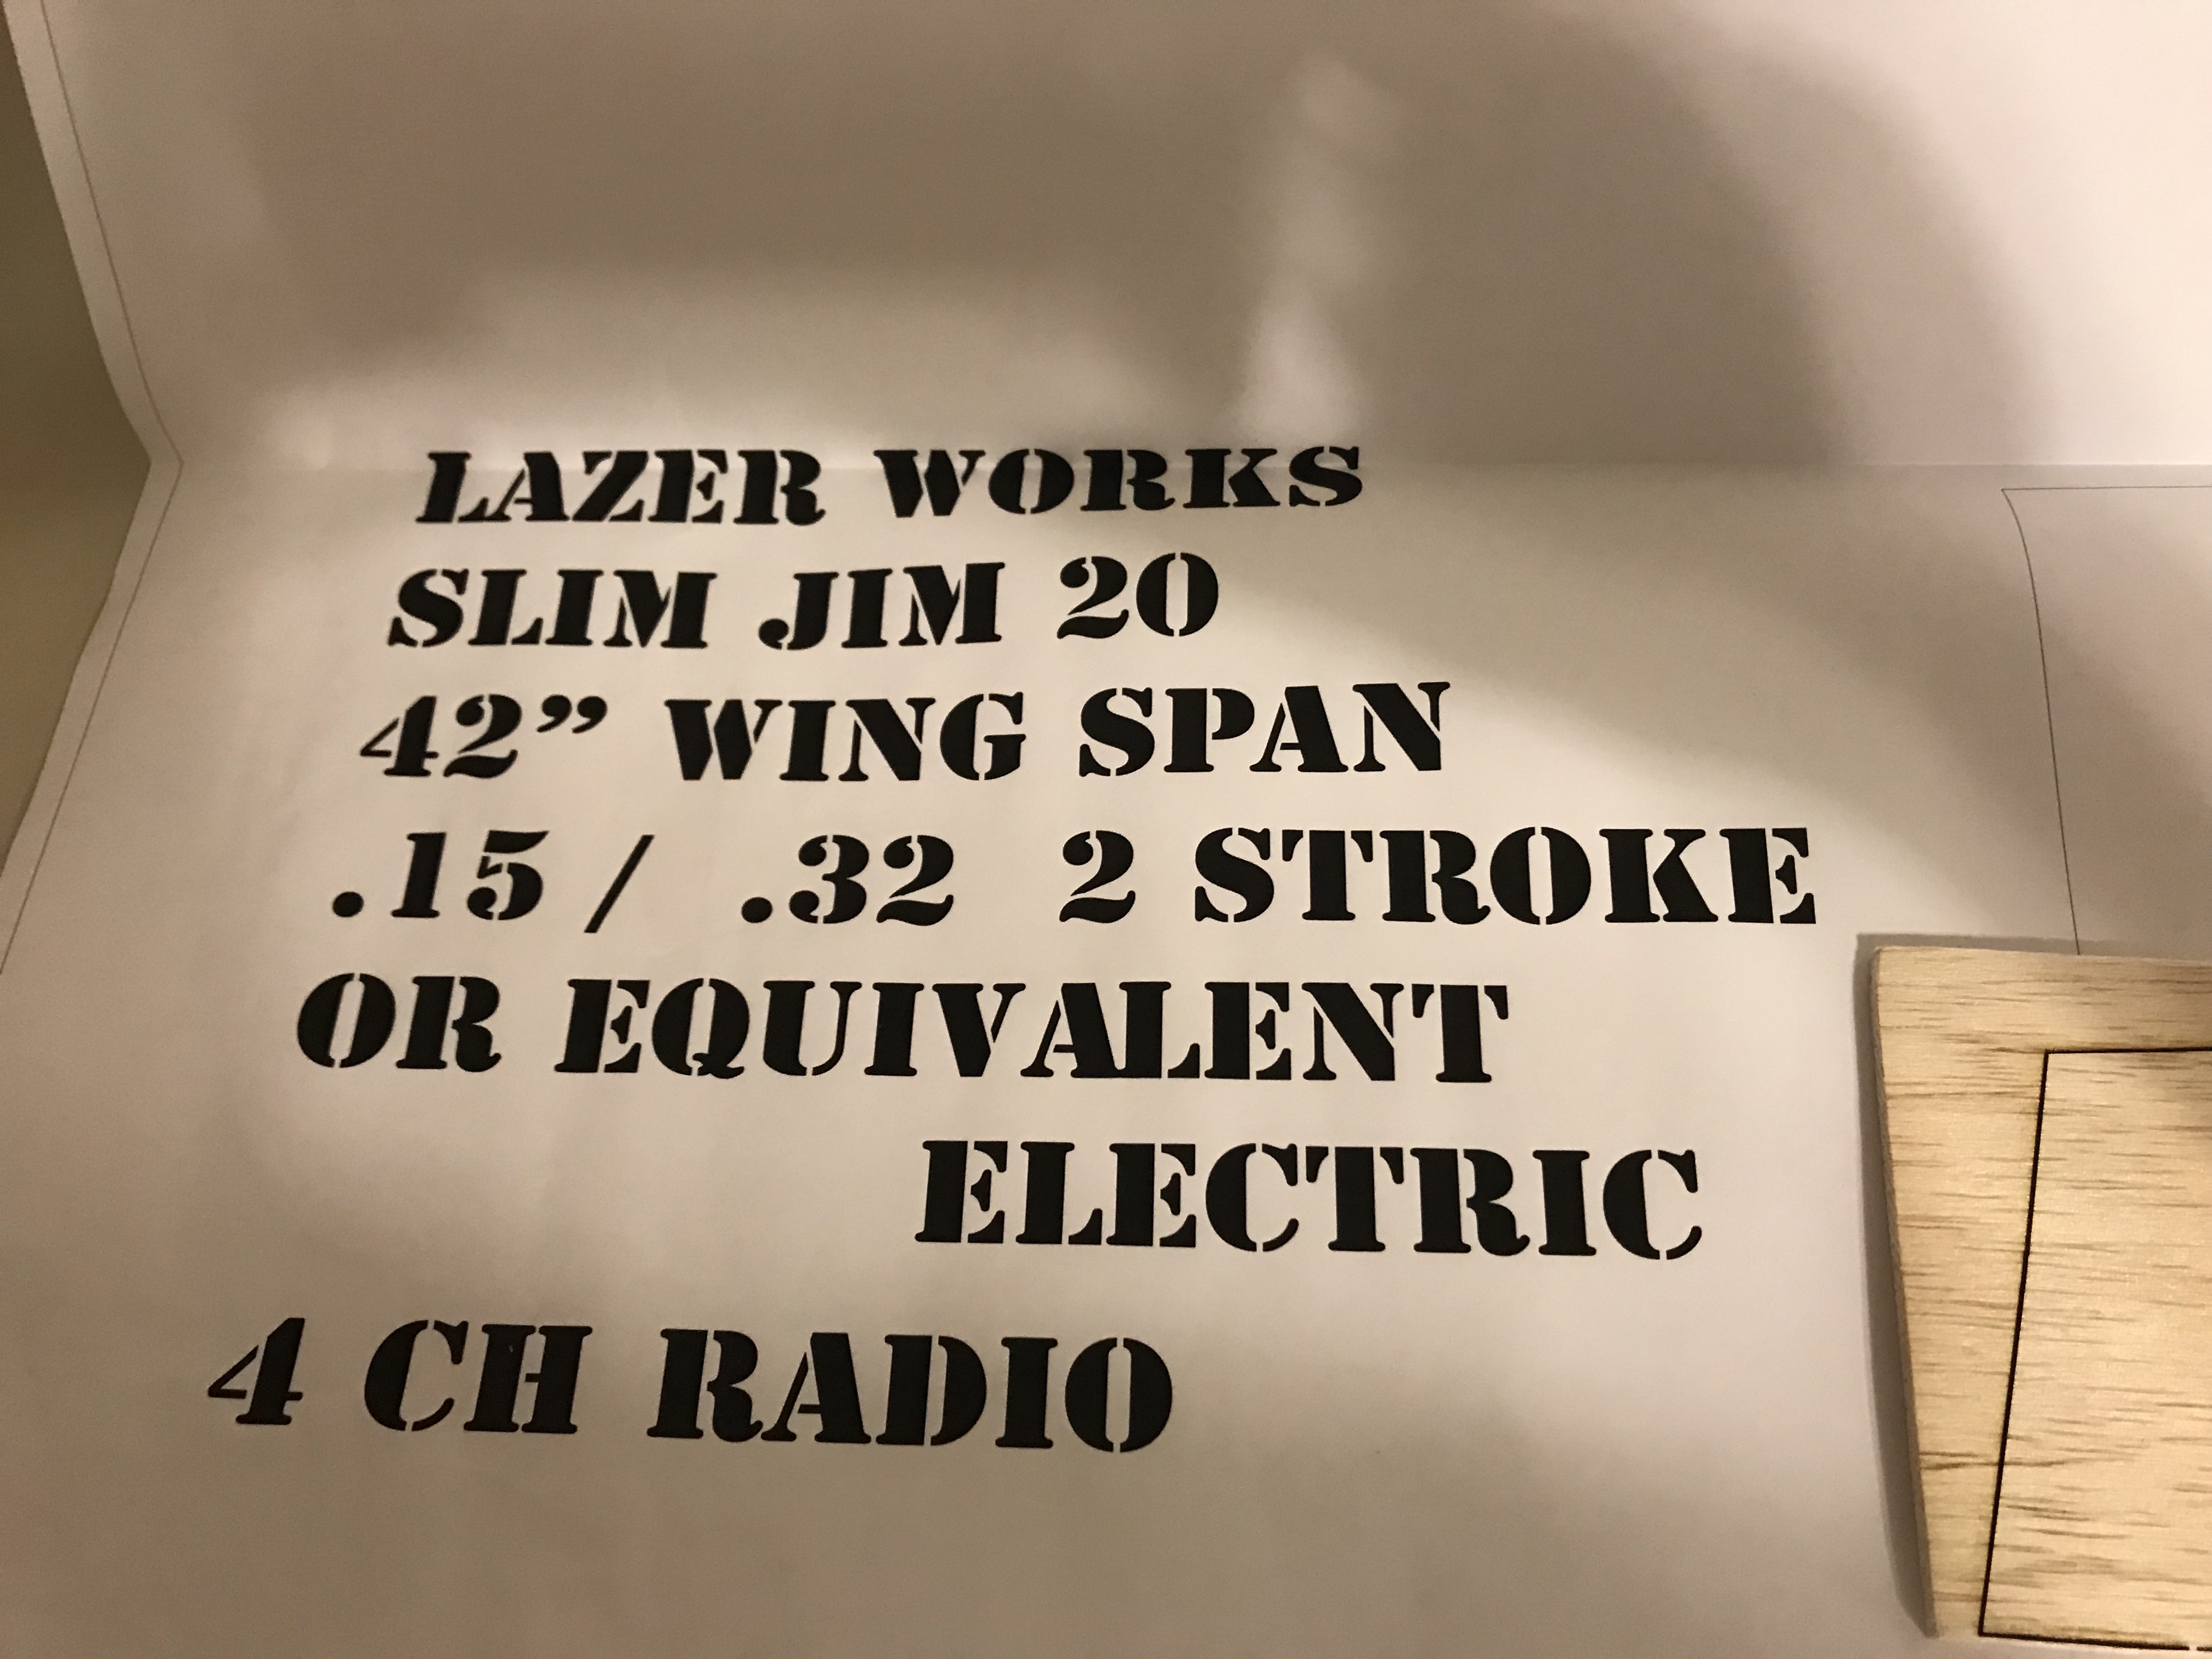 LAZER WORKS
SLIM JIM 20
42” WING SPAN
.15 / .32 2 STROKE
OR EQUIVALENT
ELECTRIC
4 CH RADIO